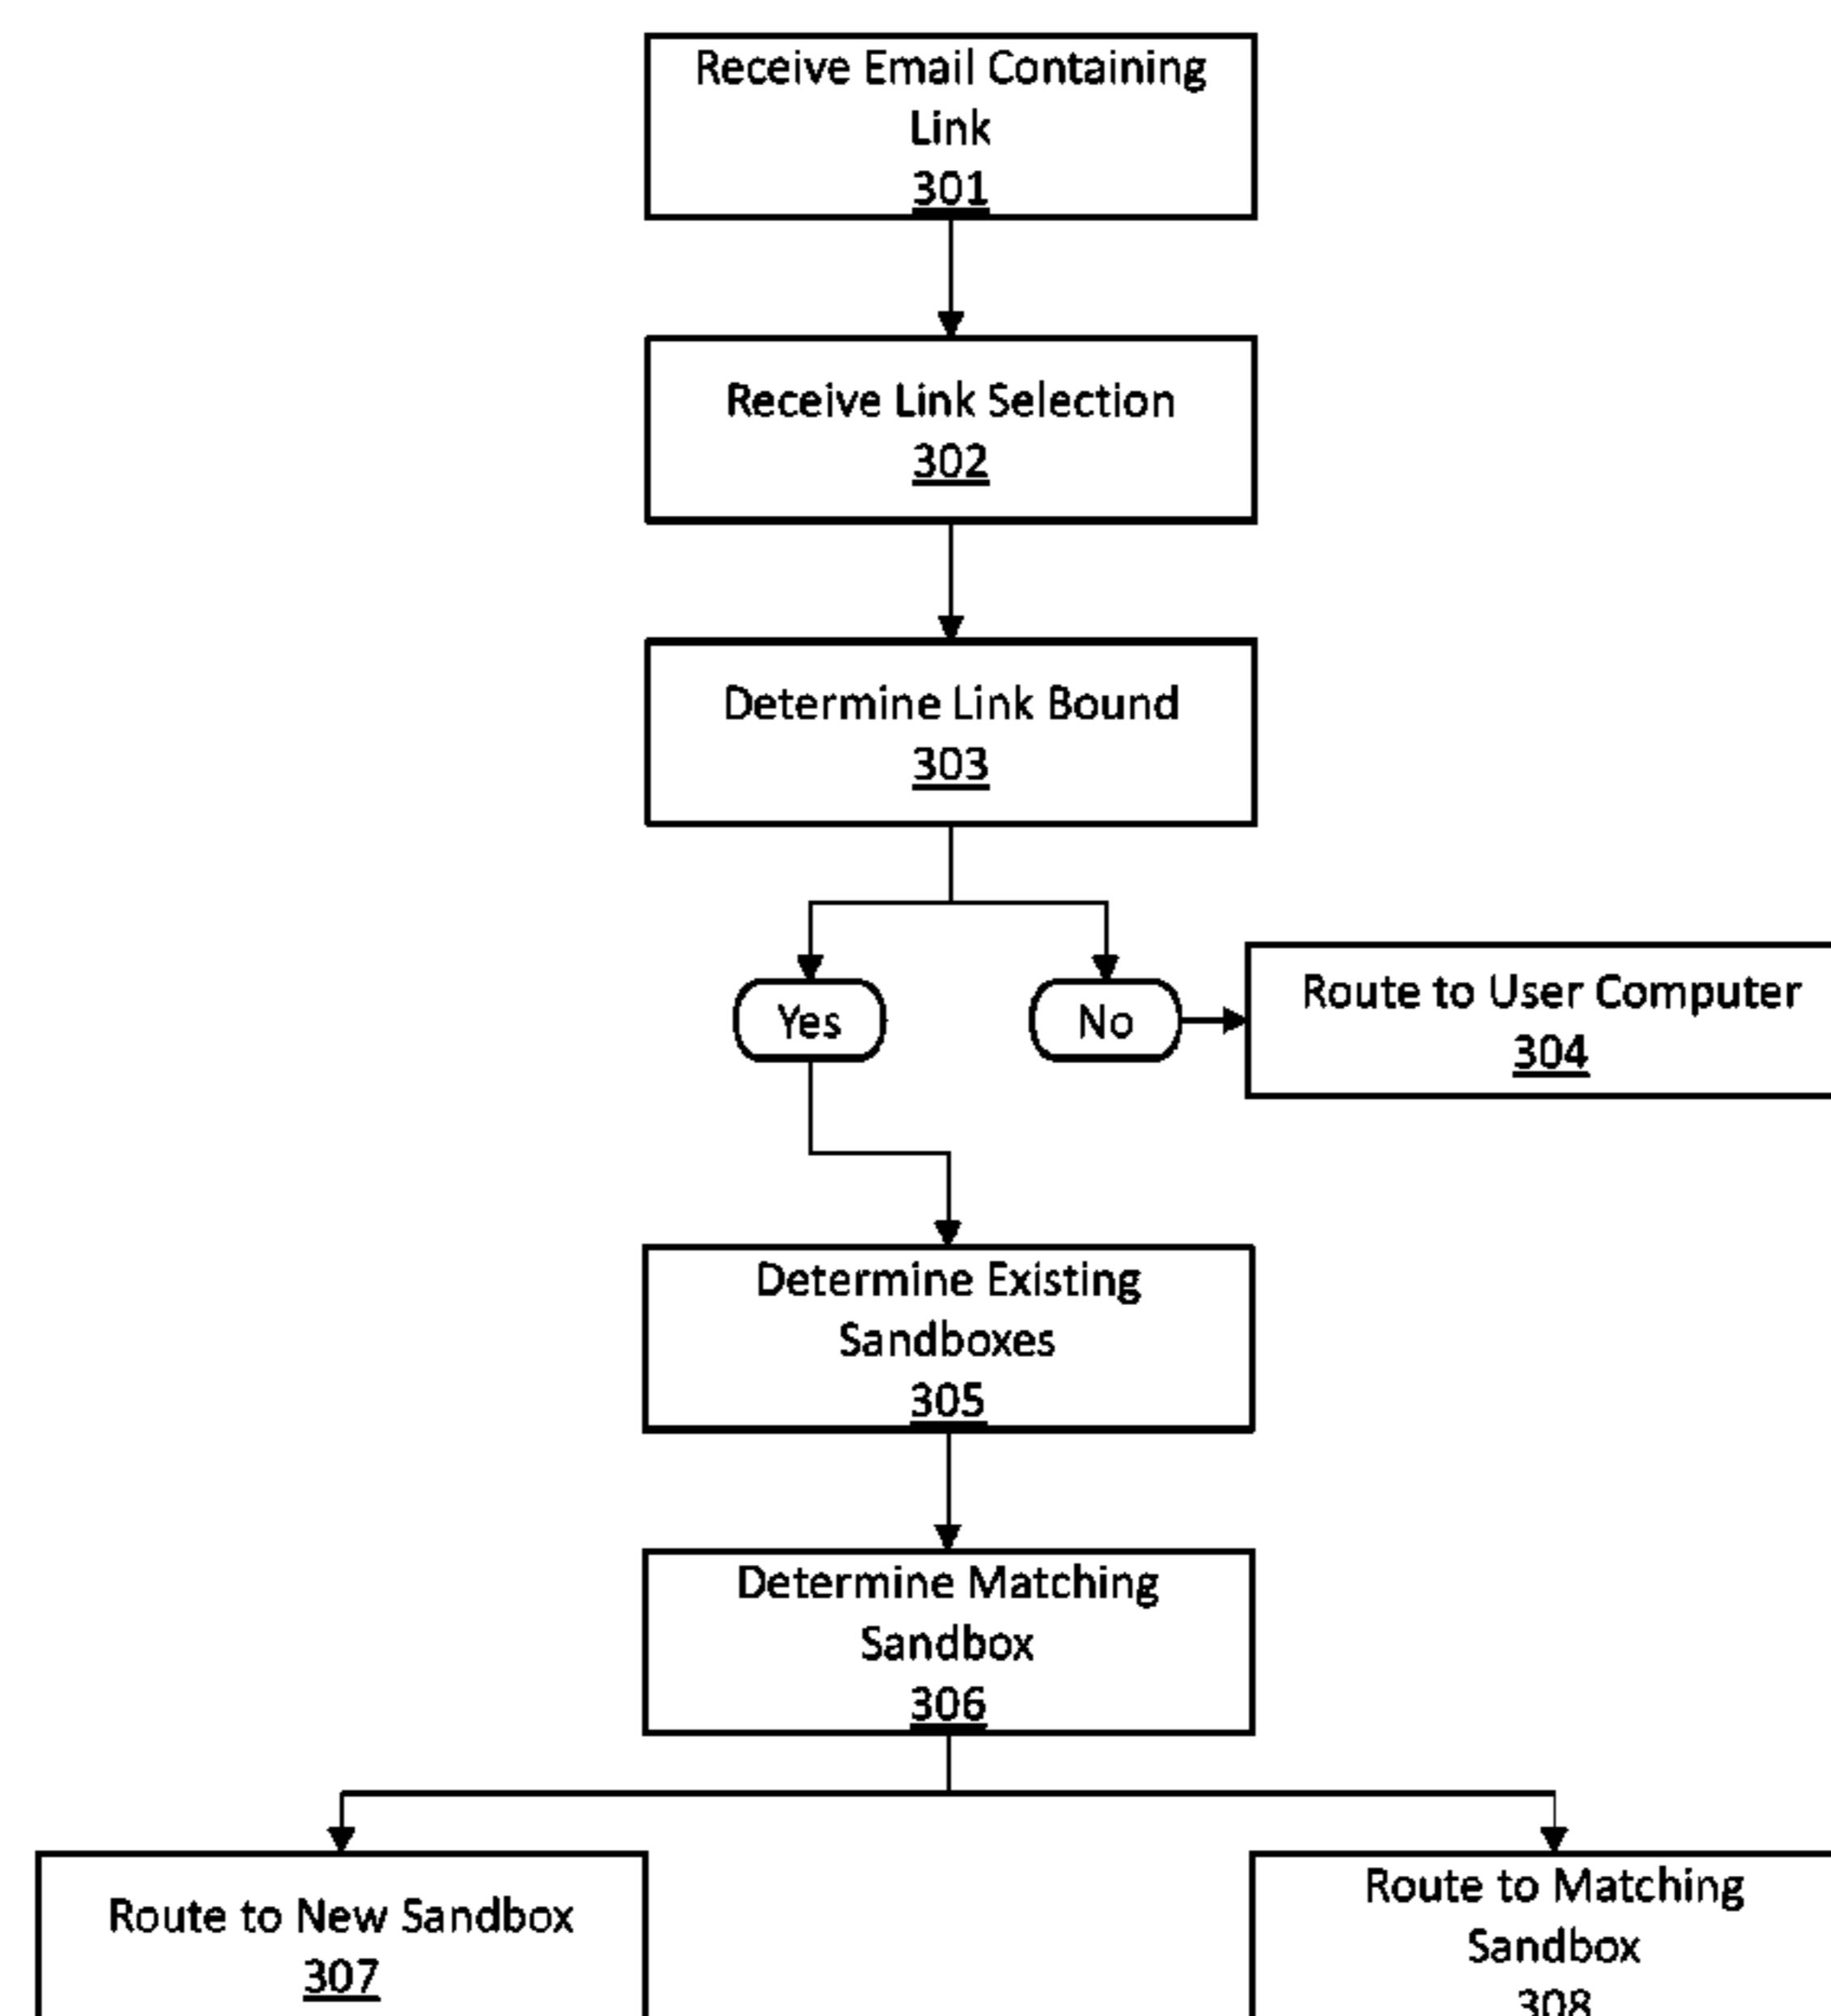 Receive Email Containing
Link
301
Receive Link Selection
302
Determine Link Bound
303
Yes
No
Route to User Computer
304
Determine Existing
Sandboxes
305
Determine Matching
Sandbox
306
Route to New Sandbox
307
Route to Matching
Sandbox
308